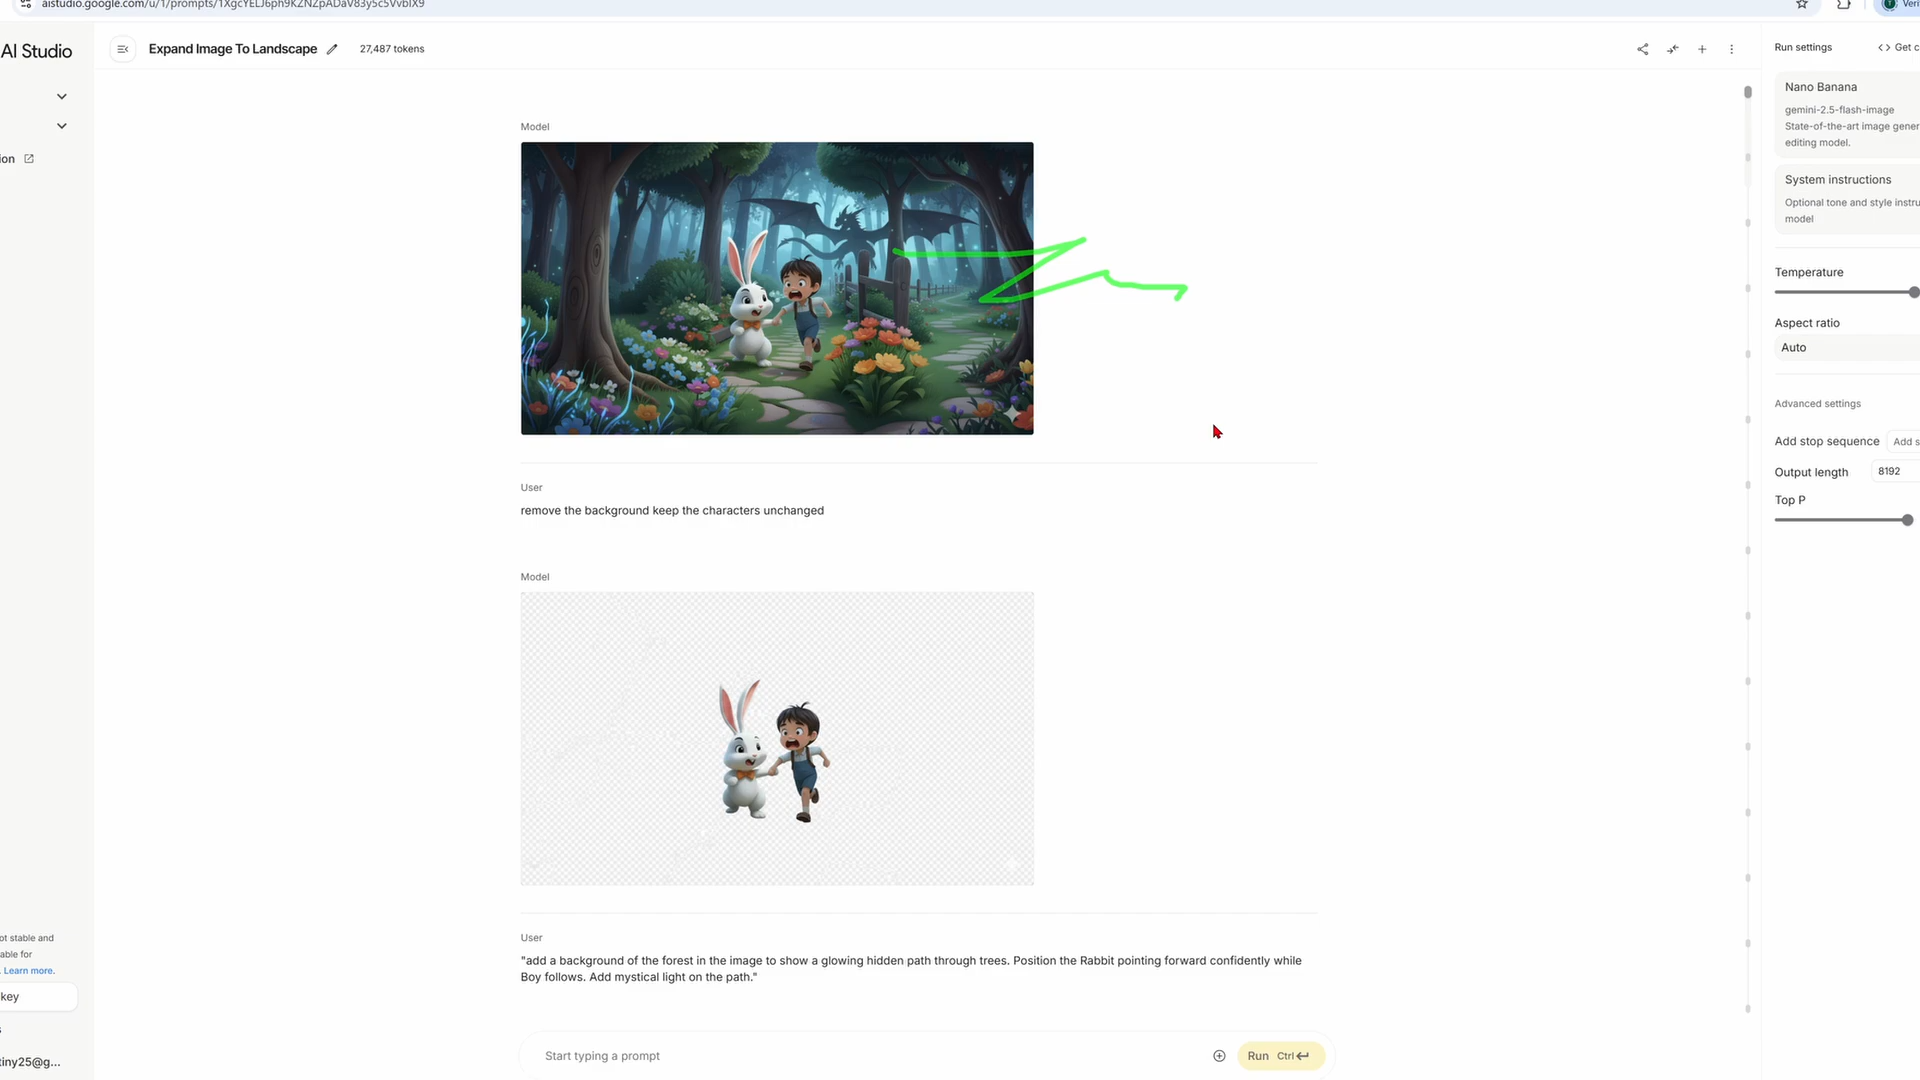 aistudio.google.com/u/1/prompts/1XgcYELJ6ph9KZNZpADaV83y5c5VvbIX9
Veri
AI Studio
Expand Image To Landscape
27,487 tokens
Run settings
Get c
ion
Model
Nano Banana
gemini-2.5-flash-image
State-of-the-art image gener
editing model.
System instructions
Optional tone and style instru
model
Temperature
Aspect ratio
Auto
Advanced settings
Add stop sequence
Add s
Output length
8192
Top P
User
remove the background keep the characters unchanged
Model
User
"add a background of the forest in the image to show a glowing hidden path through trees. Position the Rabbit pointing forward confidently while
Boy follows. Add mystical light on the path."
ot stable and
able for
. Learn more.
key
s
tiny25@g...
Start typing a prompt
Run Ctrl